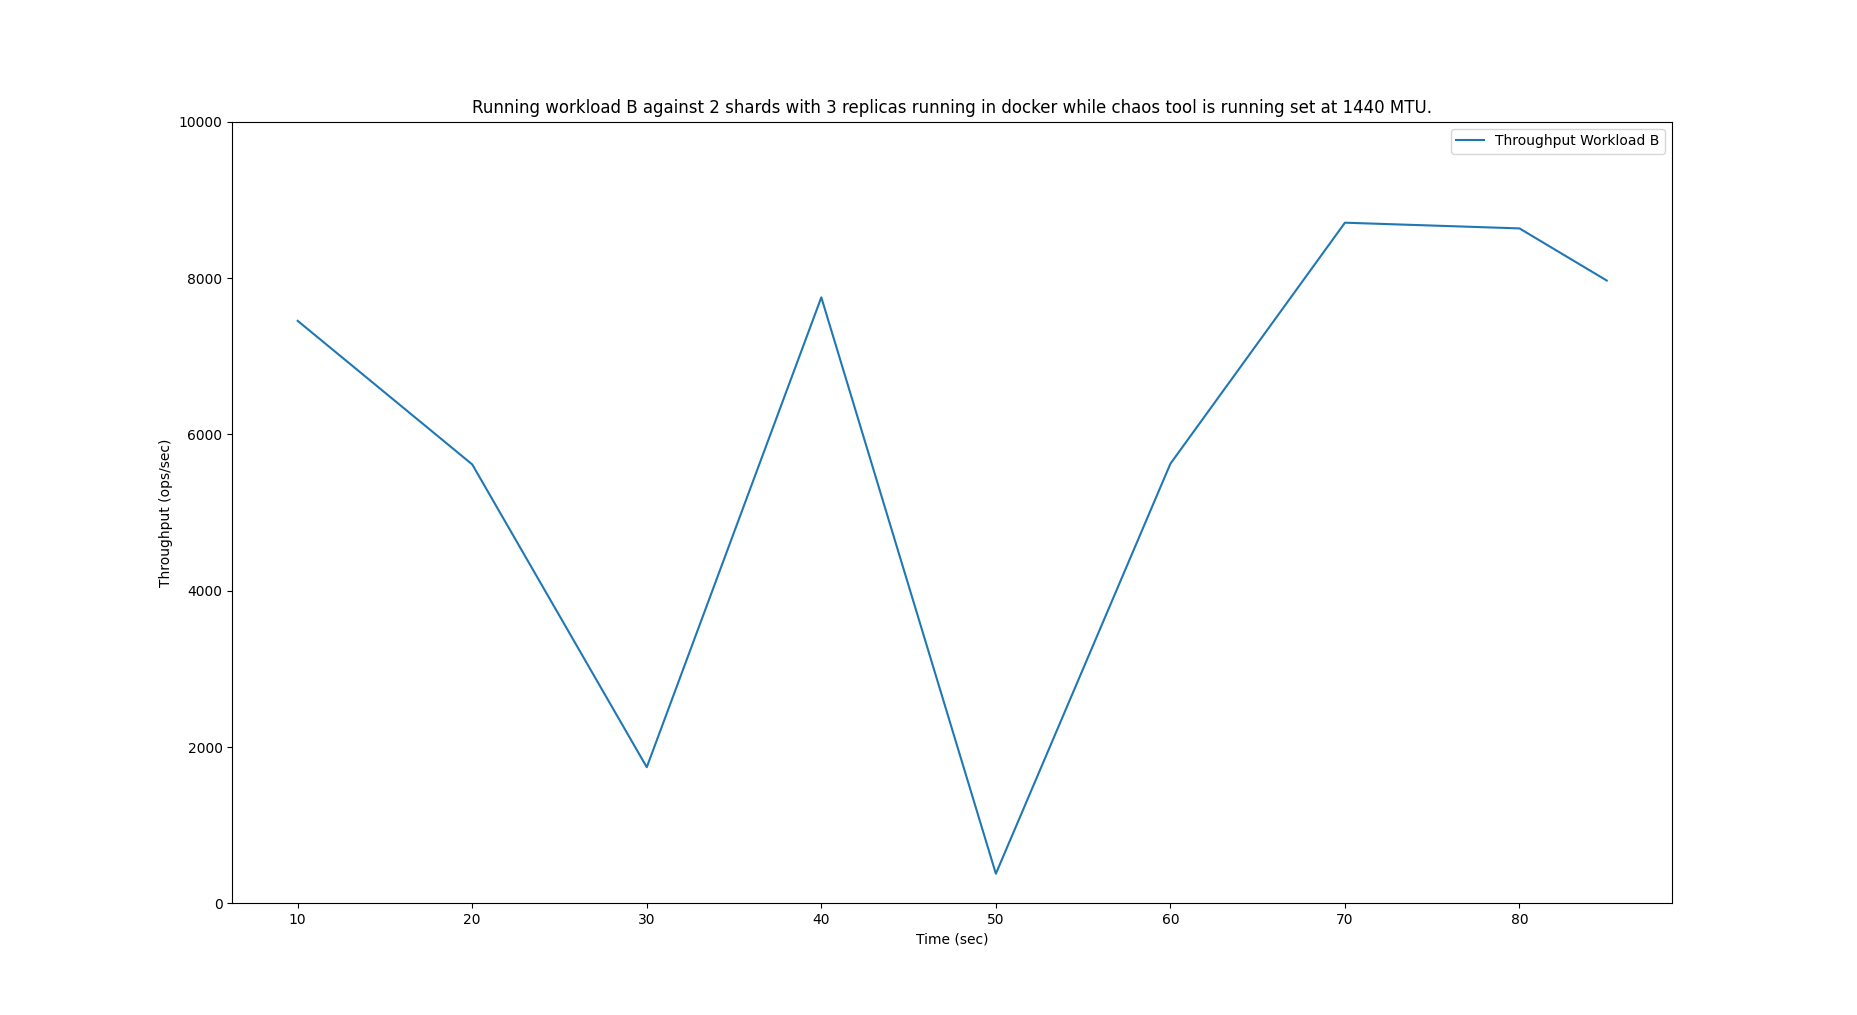 Running workload B against 2 shards with 3 replicas running in docker while chaos tool is running set at 1440 MTU.
Throughput Workload B
Throughput (ops/sec)
10000
8000
6000
4000
2000
0
10 20 30 40 50 60 70 80
Time (sec)